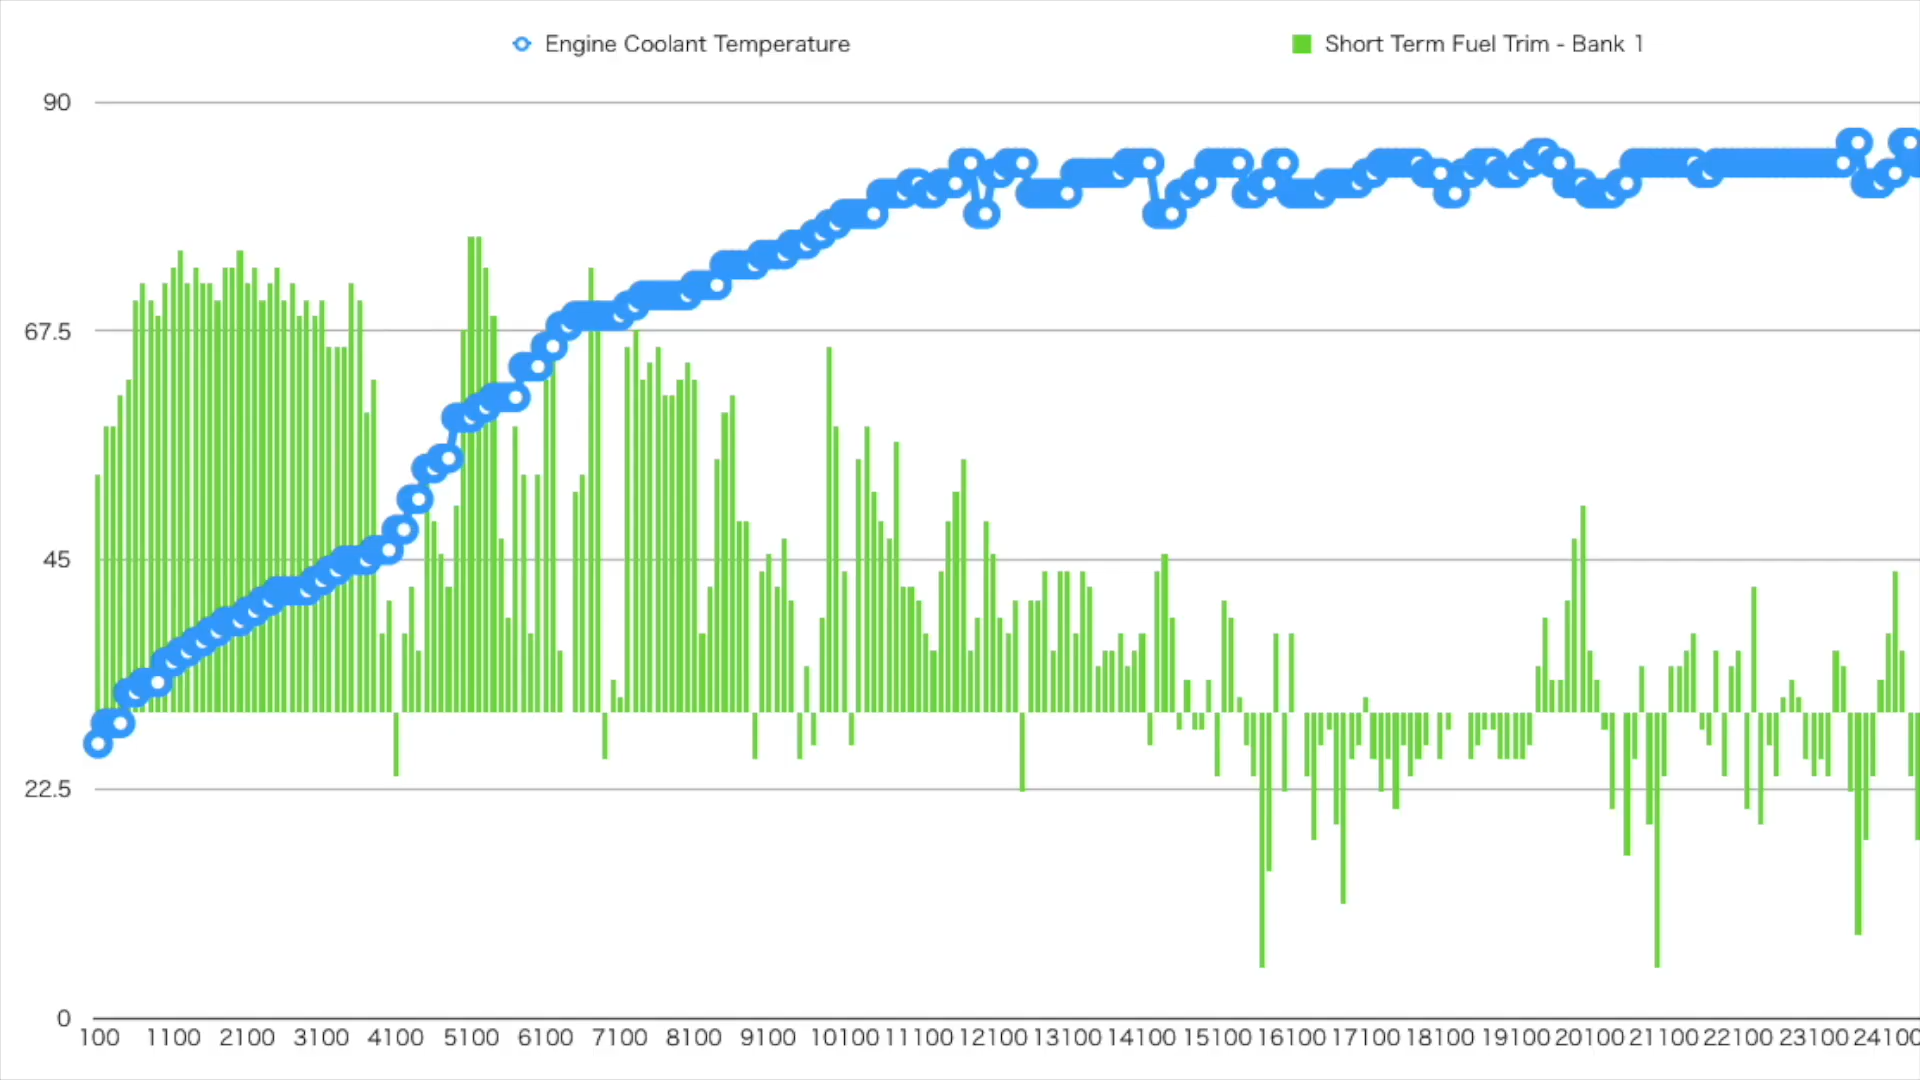 Engine Coolant Temperature
Short Term Fuel Trim - Bank 1
90
67.5
45
22.5
0
100 1100 2100 3100 4100 5100 6100 7100 8100 9100 10100 11100 12100 13100 14100 15100 16100 17100 18100 19100 20100 21100 22100 23100 24100